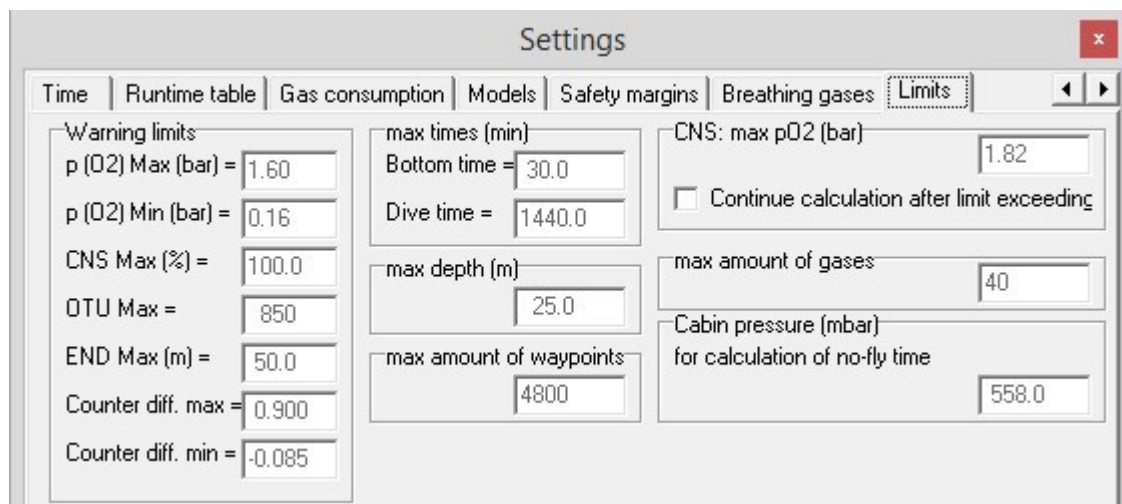 Settings
x
Time Runtime table Gas consumption Models Safety margins Breathing gases Limits
Warning limits
p (O2) Max (bar) = 1.60
p (O2) Min (bar) = 0.16
CNS Max (%) = 100.0
OTU Max = 850
END Max (m) = 50.0
Counter diff. max = 0.900
Counter diff. min = -0.085
max times (min)
Bottom time = 30.0
Dive time = 1440.0
max depth (m)
25.0
max amount of waypoints
4800
CNS: max pO2 (bar)
1.82
Continue calculation after limit exceeding
max amount of gases
40
Cabin pressure (mbar)
for calculation of no-fly time
558.0